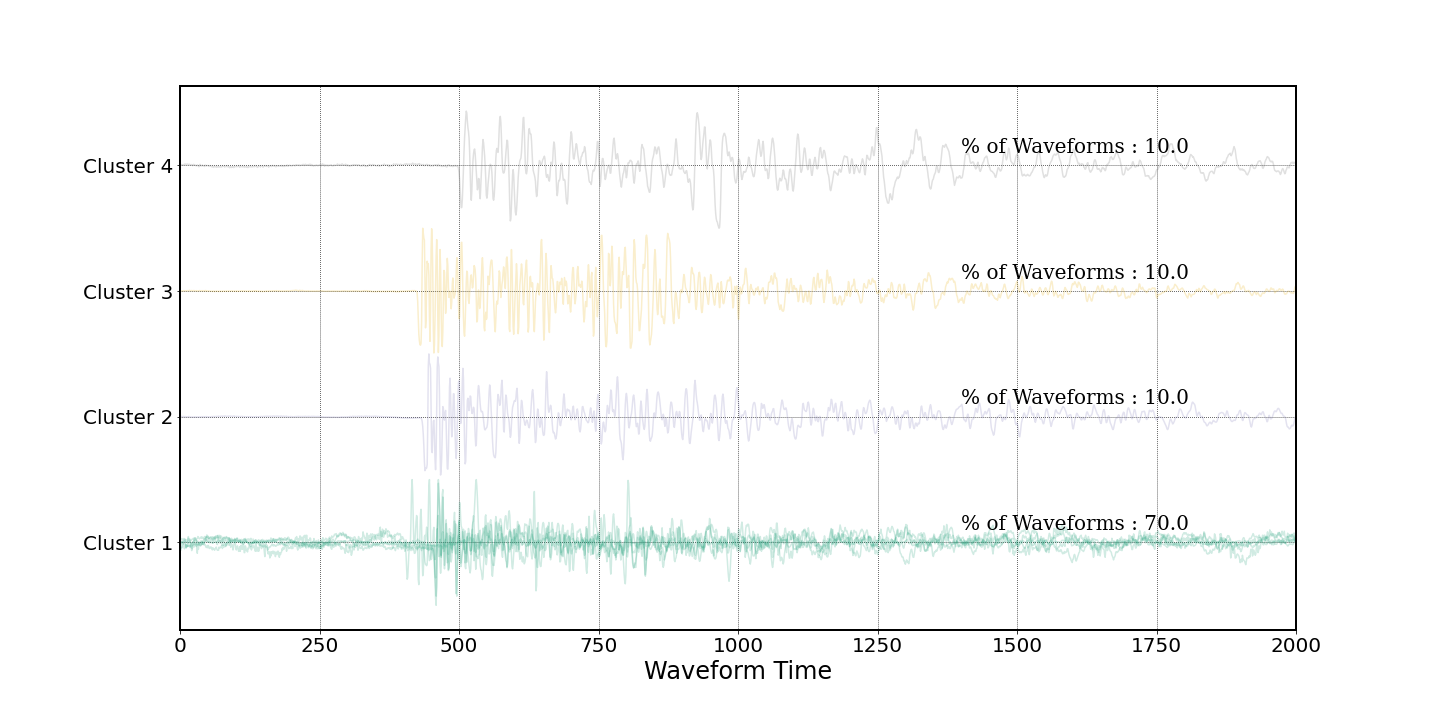 Cluster 4
% of Waveforms : 10.0
Cluster 3
% of Waveforms : 10.0
Cluster 2
% of Waveforms : 10.0
Cluster 1
% of Waveforms : 70.0
0 250 500 750 1000 1250 1500 1750 2000
Waveform Time